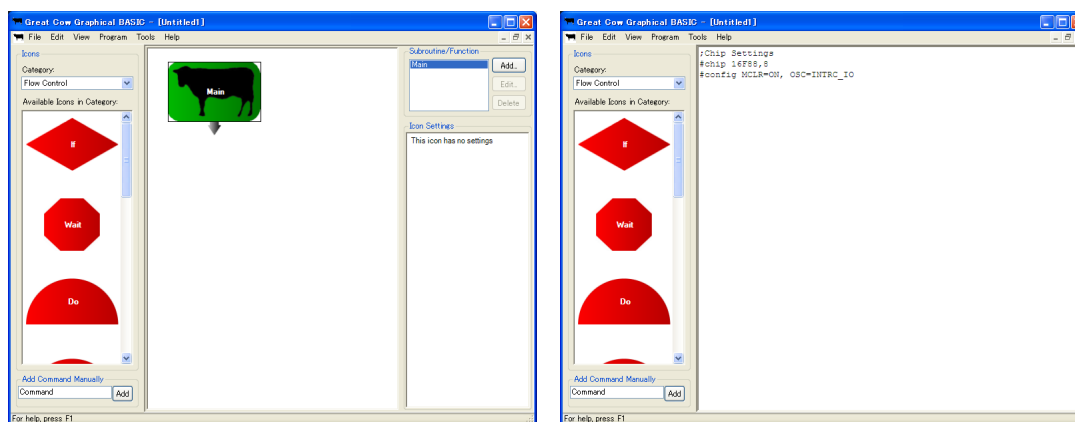 Great Cow Graphical BASIC - [Untitled1]
File Edit View Program Tools Help
Icons
Category:
Flow Control
Available Icons in Category:
If
Wait
Do
Add Command Manually
Command
Add
For help, press F1
Main
Subroutine/Function
Main
Add..
Edit..
Delete
Icon Settings
This icon has no settings
Great Cow Graphical BASIC - [Untitled1]
File Edit View Program Tools Help
Icons
Category:
Flow Control
Available Icons in Category:
If
Wait
Do
Add Command Manually
Command
Add
For help, press F1
;Chip Settings
#chip 16F88,8
#config MCLR=ON, OSC=INTRC_IO